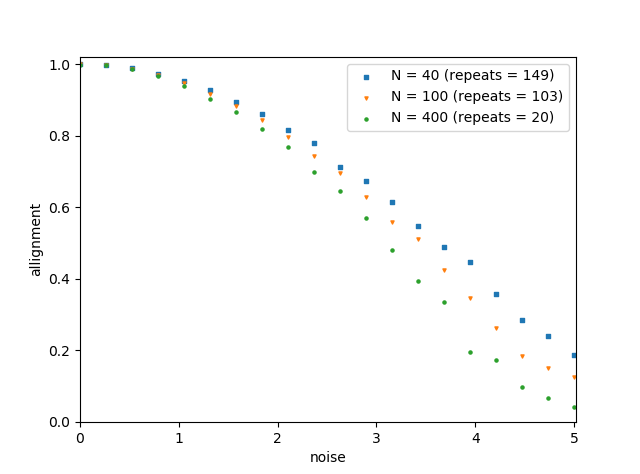 1.0
0.8
0.6
0.4
0.2
0.0
allignment
N = 40 (repeats = 149)
N = 100 (repeats = 103)
N = 400 (repeats = 20)
0 1 2 3 4 5
noise